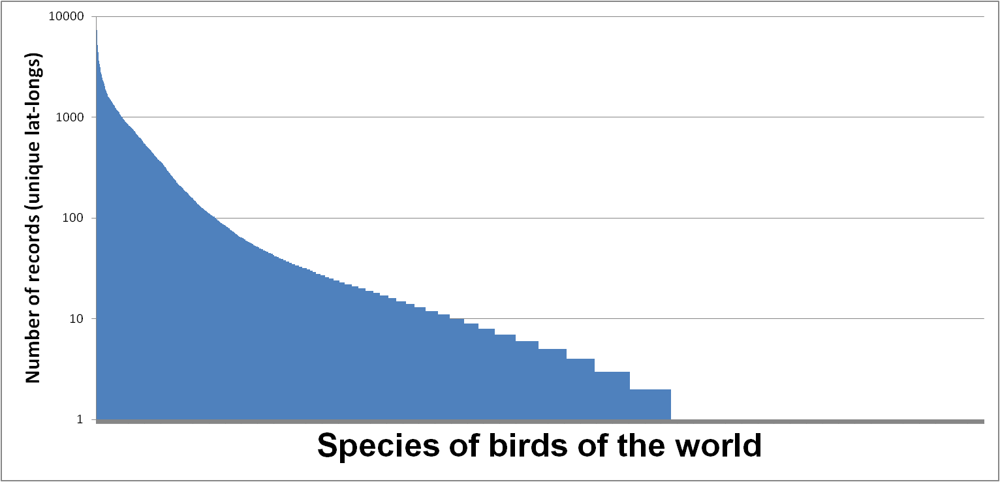 Number of records (unique lat-longs)
10000
1000
100
10
1
Species of birds of the world